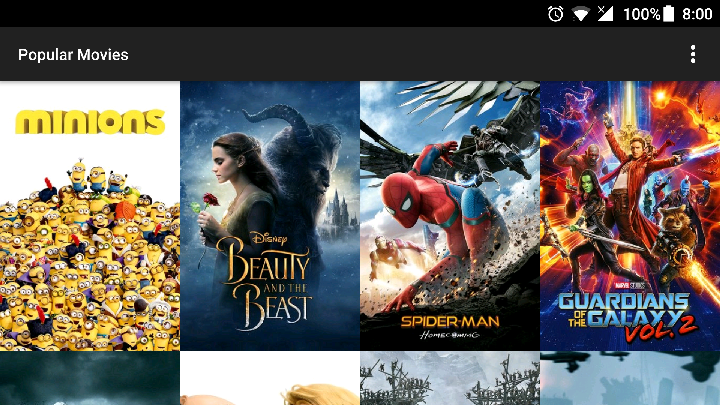 100% 8:00
Popular Movies
MINIONS
Disney
BEAUTY
AND THE
BEAST
SPIDER-MAN
HOMECOMING
MARVEL STUDIOS
GUARDIANS
OF THE GALAXY
VOL. 2